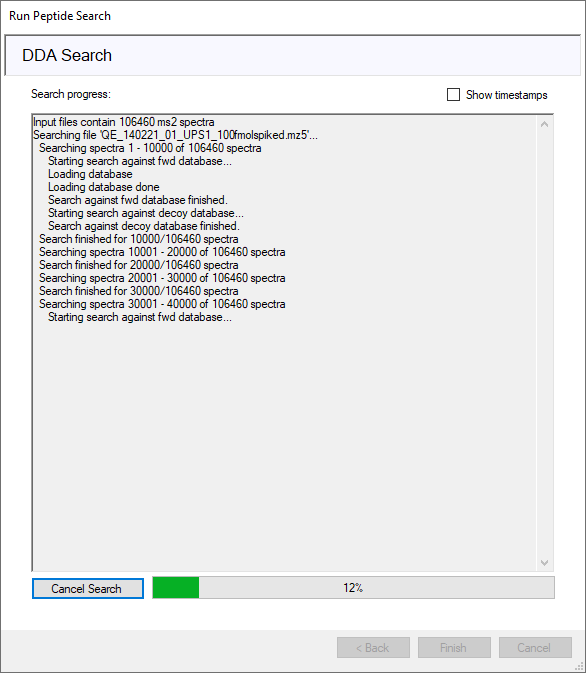 Run Peptide Search
DDA Search
Search progress:
Show timestamps
Input files contain 106460 ms2 spectra
Searching file 'QE_140221_01_UPS1_100fmolspiked.mz5'...
Searching spectra 1 - 10000 of 106460 spectra
Starting search against fwd database...
Loading database
Loading database done
Search against fwd database finished.
Starting search against decoy database...
Search against decoy database finished.
Search finished for 10000/106460 spectra
Searching spectra 10001 - 20000 of 106460 spectra
Search finished for 20000/106460 spectra
Searching spectra 20001 - 30000 of 106460 spectra
Search finished for 30000/106460 spectra
Searching spectra 30001 - 40000 of 106460 spectra
Starting search against fwd database...
Cancel Search
12%
< Back
Finish
Cancel